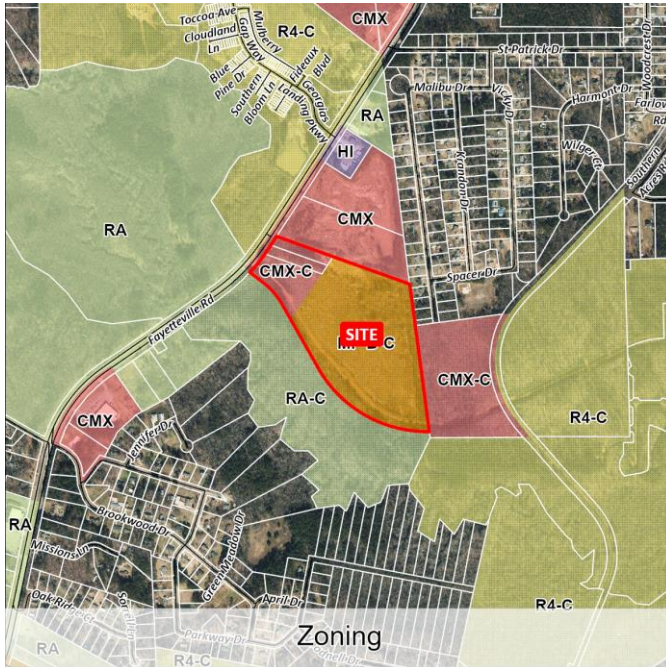 Toccoa Ave
Cloudland
Ln
Mulberry
Gap Way
R4-C
CMX
St Patrick Dr
Woodcrest Dr
Blue
Pine Dr
Fideaux
Blvd
Southern
Bloom Ln
Georgias
Landing Pkwy
Malibu Dr
Vicky Dr
Harmont Dr
Farlow
Rd
RA
HI
Wilger Ct
Southern
Acres R
Krandon Dr
RA
CMX
Spacer Dr
CMX-C
Fayetteville Rd
SITE
RA-C
CMX-C
R4-C
CMX
Jennifer Dr
Brookwood Dr
RA
Missions Ln
Green Meadow Dr
Oak Ridge Ct
April Dr
R4-C
Parkway Dr
Zoning
RA
R4-C